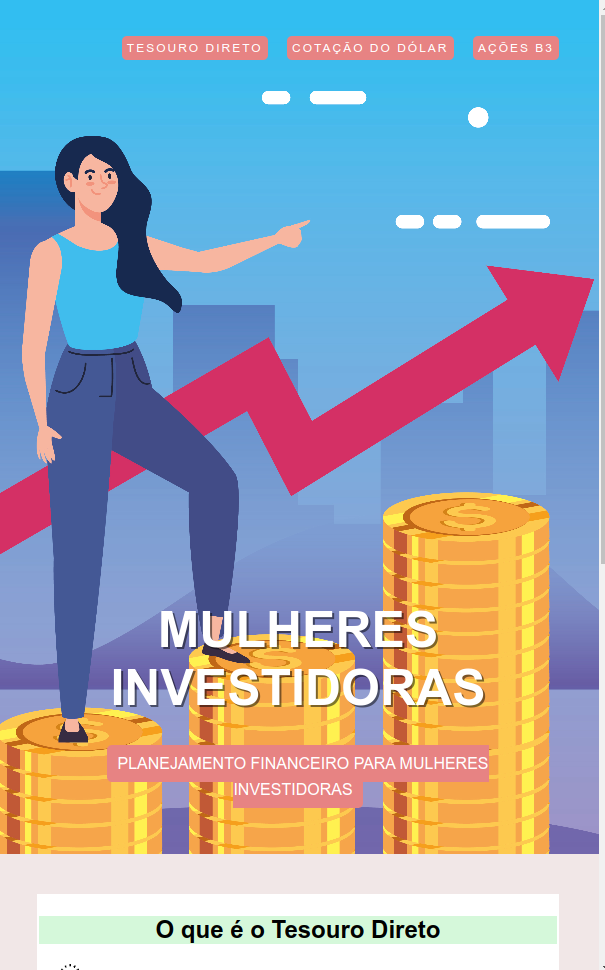 TESOURO DIRETO COTAÇÃO DO DÓLAR AÇÕES B3
MULHERES
INVESTIDORAS
PLANEJAMENTO FINANCEIRO PARA MULHERES
INVESTIDORAS
O que é o Tesouro Direto